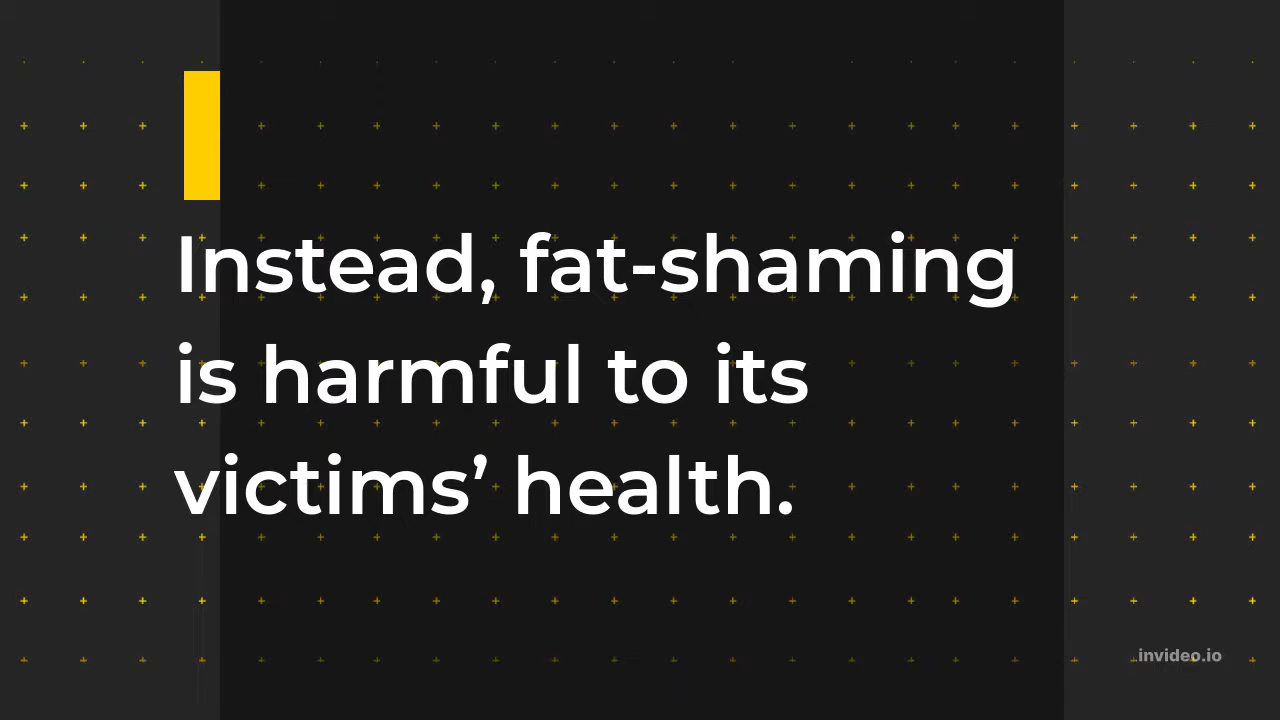 Instead, fat-shaming
is harmful to its
victims’ health.
invideo.io